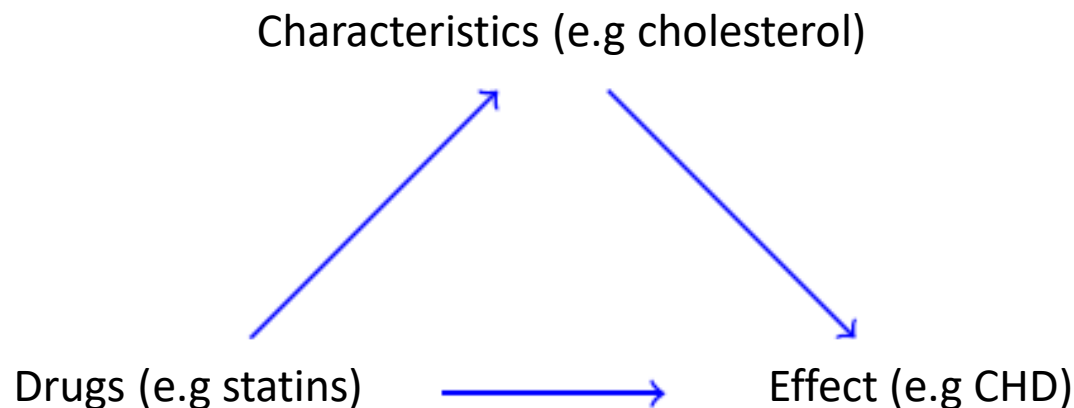 Characteristics (e.g cholesterol)
Drugs (e.g statins)
Effect (e.g CHD)